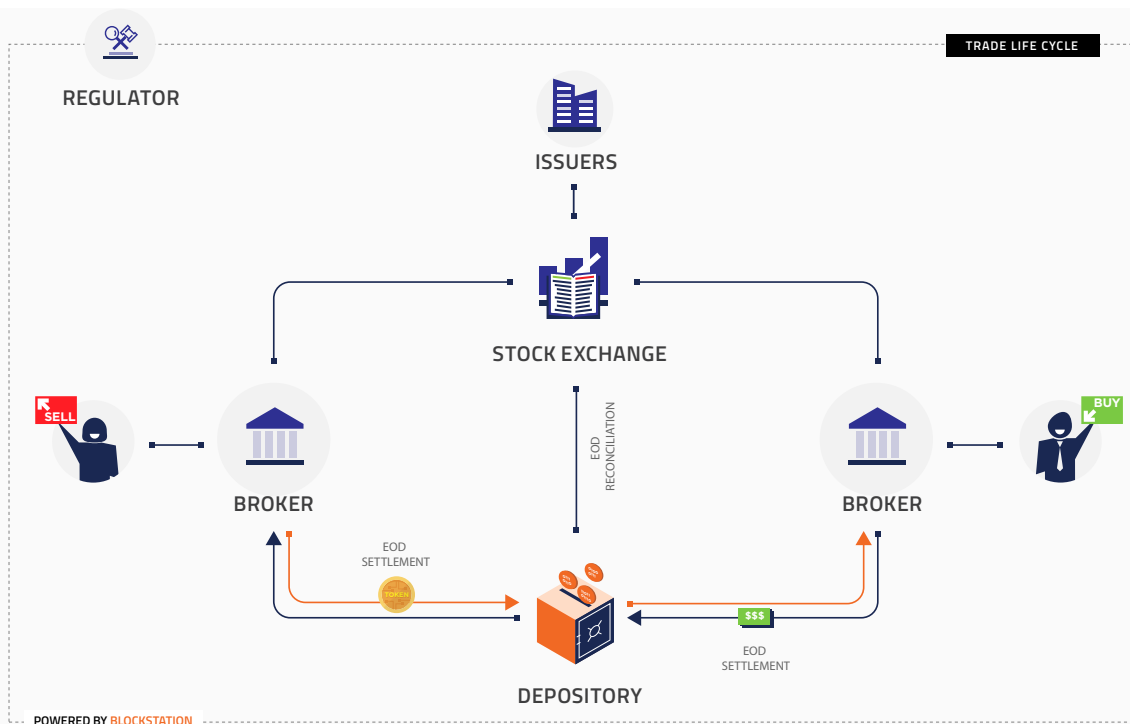 TRADE LIFE CYCLE
REGULATOR
ISSUERS
STOCK EXCHANGE
SELL
BUY
EOD
RECONCILIATION
BROKER
BROKER
EOD
SETTLEMENT
TOKEN
$$$
EOD
SETTLEMENT
DEPOSITORY
POWERED BY BLOCKSTATION